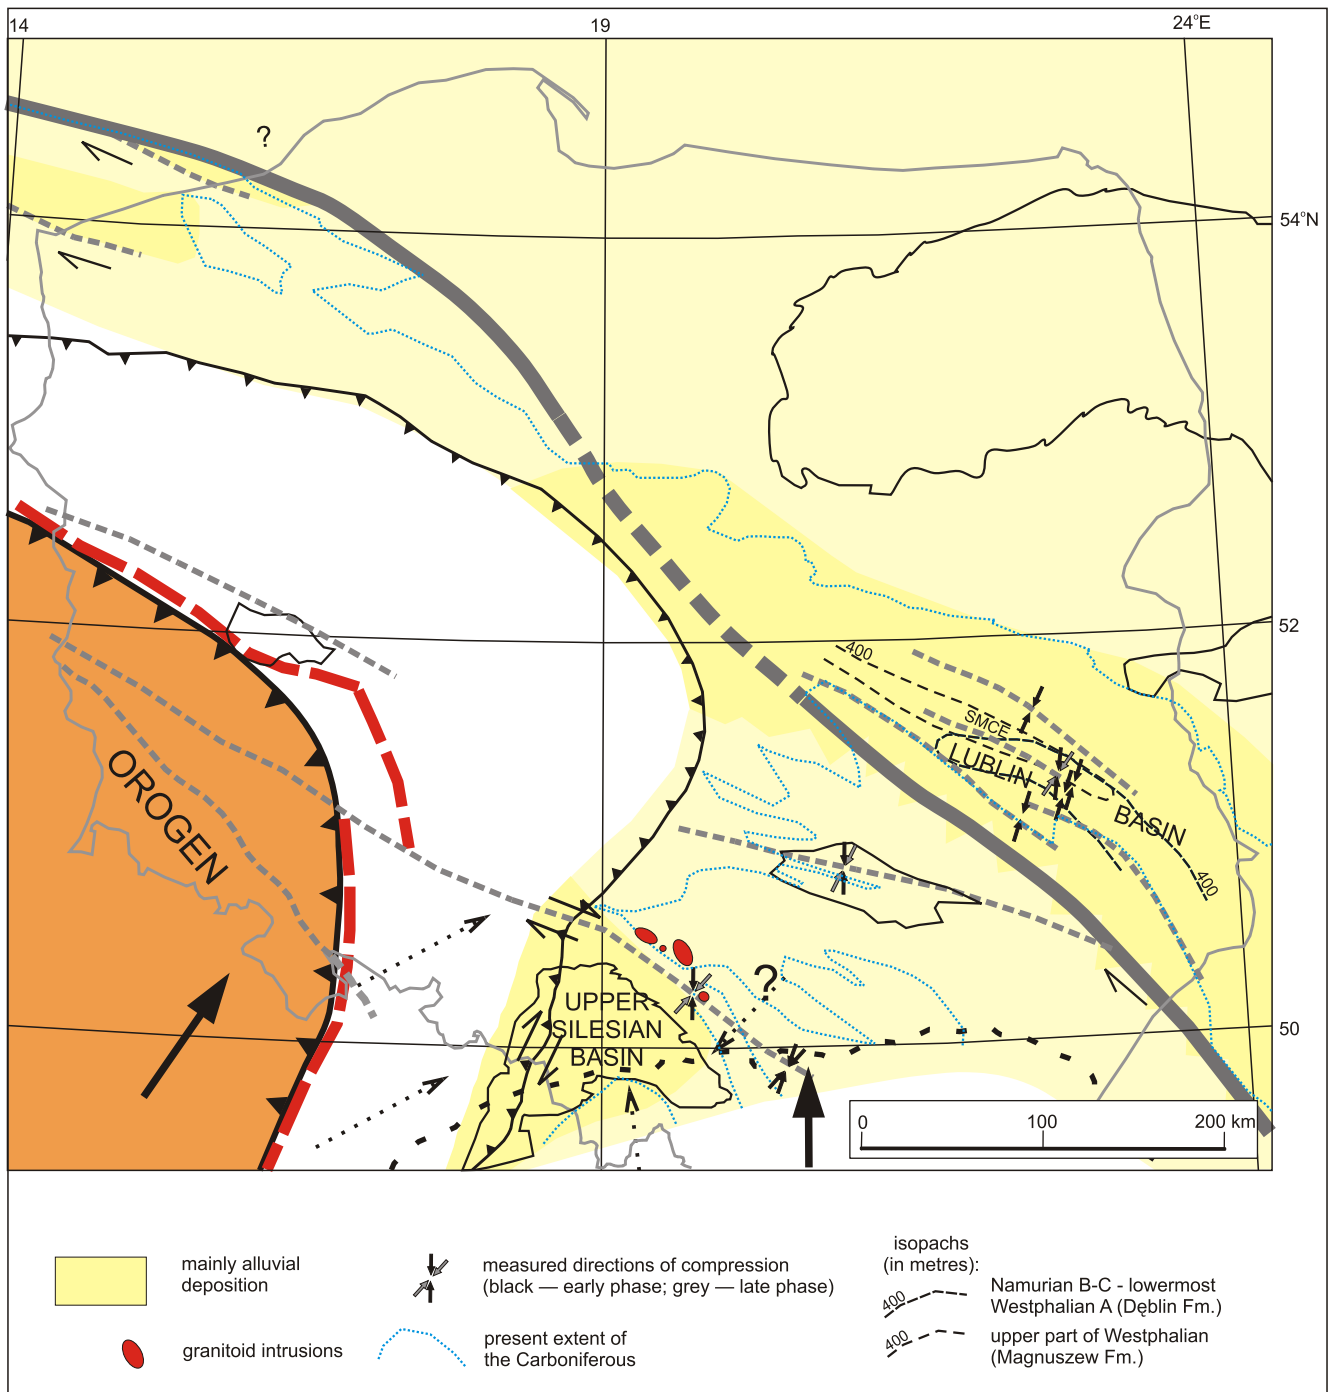 14
19
24°E
?
54°N
52
400
SMCE
LUBLIN
BASIN
400
OROGEN
?
UPPER
SILESIAN
BASIN
50
0
100
200 km
mainly alluvial
deposition
granitoid intrusions
measured directions of compression
(black — early phase; grey — late phase)
present extent of
the Carboniferous
isopachs
(in metres):
400
Namurian B-C - lowermost
Westphalian A (Dęblin Fm.)
400
upper part of Westphalian
(Magnuszew Fm.)